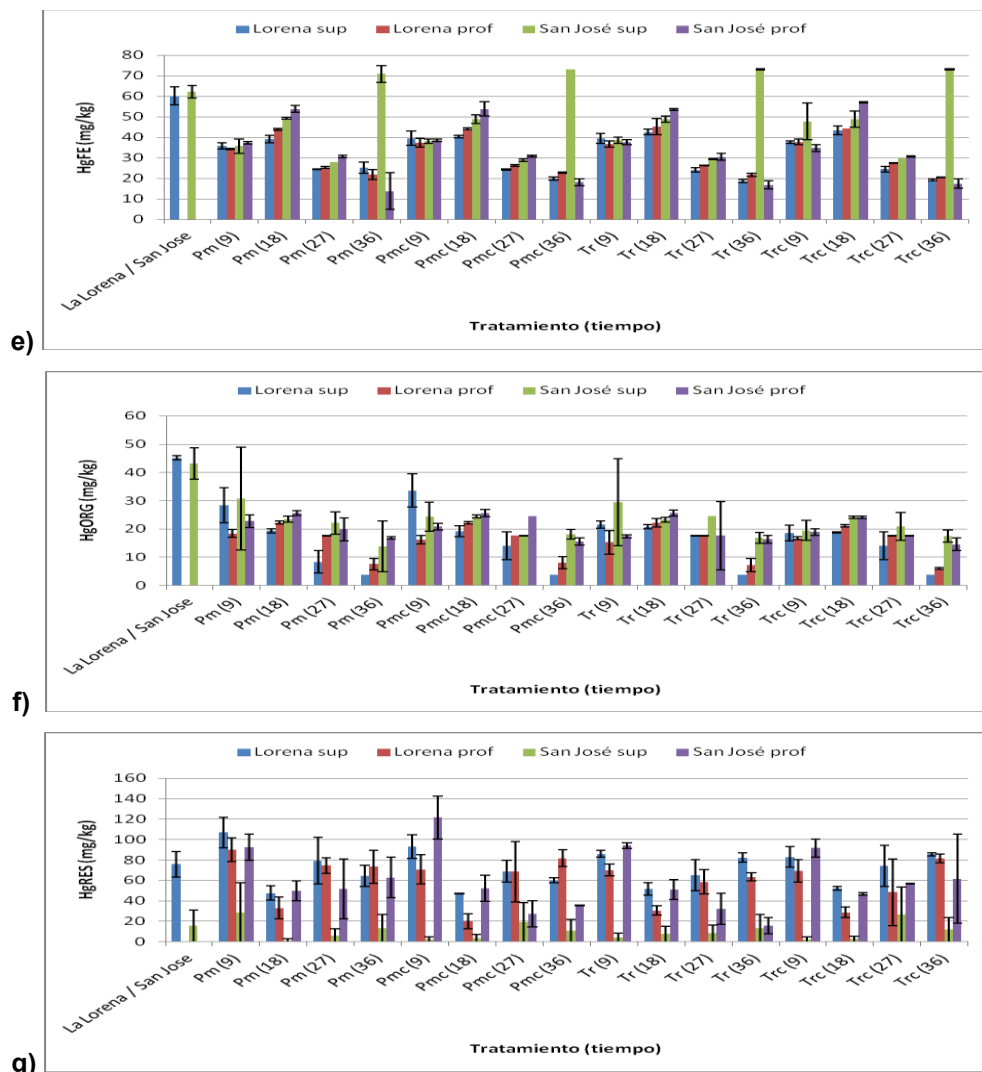 Lorena sup Lorena prof San José sup San José prof
HgFE (mg/kg)
80
70
60
50
40
30
20
10
0
La Lorena / San Jose Pm (9) Pm (18) Pm (27) Pm (36) Pmc (9) Pmc (18) Pmc (27) Pmc (36) Tr (9) Tr (18) Tr (27) Tr (36) Trc (9) Trc (18) Trc (27) Trc (36)
Tratamiento (tiempo)
e)
Lorena sup Lorena prof San José sup San José prof
HgORG (mg/kg)
60
50
40
30
20
10
0
La Lorena / San Jose Pm (9) Pm (18) Pm (27) Pm (36) Pmc (9) Pmc (18) Pmc (27) Pmc (36) Tr (9) Tr (18) Tr (27) Tr (36) Trc (9) Trc (18) Trc (27) Trc (36)
Tratamiento (tiempo)
f)
Lorena sup Lorena prof San José sup San José prof
HgRES (mg/kg)
160
140
120
100
80
60
40
20
0
La Lorena / San Jose Pm (9) Pm (18) Pm (27) Pm (36) Pmc (9) Pmc (18) Pmc (27) Pmc (36) Tr (9) Tr (18) Tr (27) Tr (36) Trc (9) Trc (18) Trc (27) Trc (36)
Tratamiento (tiempo)
g)